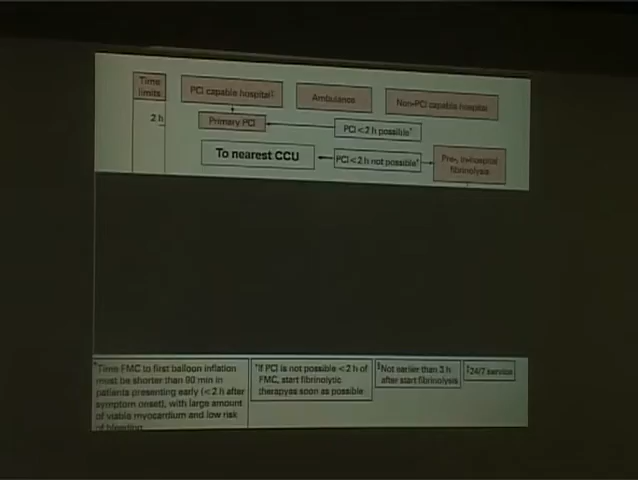 Time
limits
PCI capable hospital§
Ambulance
Non-PCI capable hospital
2 h
Primary PCI
PCI < 2 h possible*
To nearest CCU
PCI < 2 h not possible†
fibrinolysis
*Time FMC to first balloon inflation
must be shorter than 90 min in
patients presenting early (< 2 h after
symptom onset), with large amount
of viable myocardium and low risk
of bleeding
†If PCI is not possible < 2 h of
FMC, start fibrinolytic
therapyas soon as possible
‡Not earlier than 3 h
after start fibrinolysis
§24/7 service